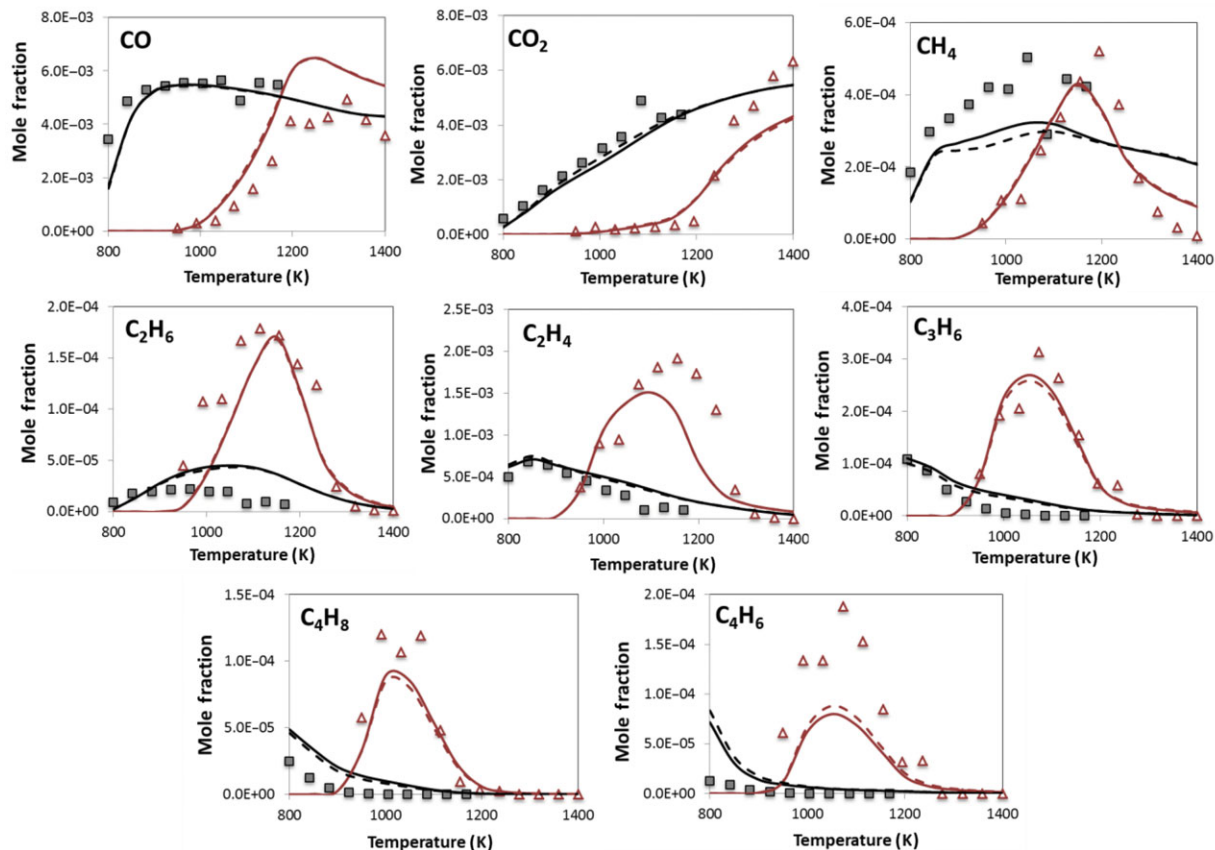 CO
Mole fraction
8.0E−03
6.0E−03
4.0E−03
2.0E−03
0.0E+00
800 1000 1200 1400
Temperature (K)
CO₂
Mole fraction
8.0E−03
6.0E−03
4.0E−03
2.0E−03
0.0E+00
800 1000 1200 1400
Temperature (K)
CH₄
Mole fraction
6.0E−04
4.0E−04
2.0E−04
0.0E+00
800 1000 1200 1400
Temperature (K)
C₂H₆
Mole fraction
2.0E−04
1.5E−04
1.0E−04
5.0E−05
0.0E+00
800 1000 1200 1400
Temperature (K)
C₂H₄
Mole fraction
2.5E−03
2.0E−03
1.5E−03
1.0E−03
5.0E−04
0.0E+00
800 1000 1200 1400
Temperature (K)
C₃H₆
Mole fraction
4.0E−04
3.0E−04
2.0E−04
1.0E−04
0.0E+00
800 1000 1200 1400
Temperature (K)
C₄H₈
Mole fraction
1.5E−04
1.0E−04
5.0E−05
0.0E+00
800 1000 1200 1400
Temperature (K)
C₄H₆
Mole fraction
2.0E−04
1.5E−04
1.0E−04
5.0E−05
0.0E+00
800 1000 1200 1400
Temperature (K)